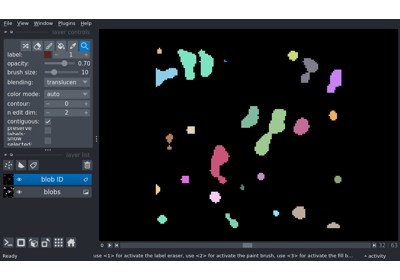 File View Window Plugins Help
layer controls
label: 1
opacity: 0.70
brush size: 10
blending: translucen
color mode: auto
contour: 0
n edit dim: 2
contiguous:
preserve labels:
show selected:
layer list
blob ID
blobs
0 32 63
Ready use <1> for activate the label eraser, use <2> for activate the paint brush, use <3> for activate the fill b... activity